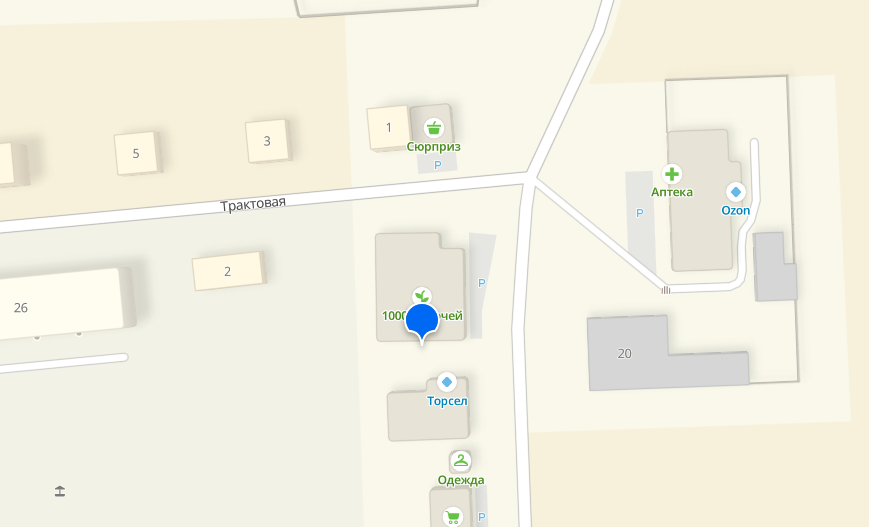 1
3
5
Сюрприз
P
Аптека
Ozon
P
Трактовая
2
P
26
20
Торсел
Одежда
P